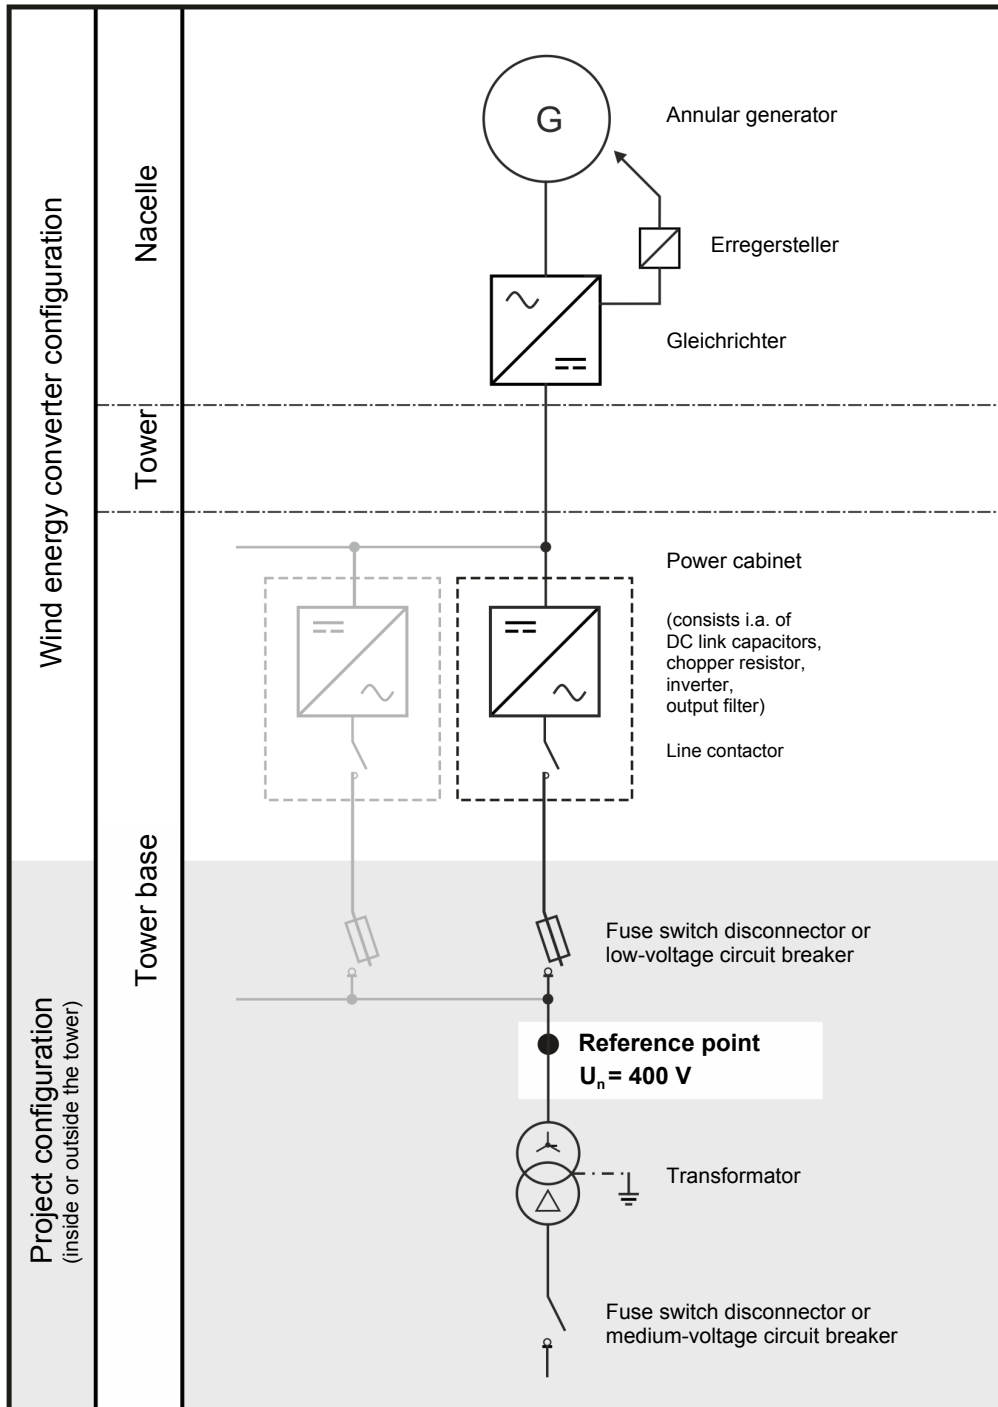 Wind energy converter configuration
Project configuration
(inside or outside the tower)
Nacelle
Tower
Tower base
G
Annular generator
Erregersteller
Gleichrichter
Power cabinet
(consists i.a. of
DC link capacitors,
chopper resistor,
inverter,
output filter)
Line contactor
Fuse switch disconnector or
low-voltage circuit breaker
Reference point
Uₙ = 400 V
Transformator
Fuse switch disconnector or
medium-voltage circuit breaker